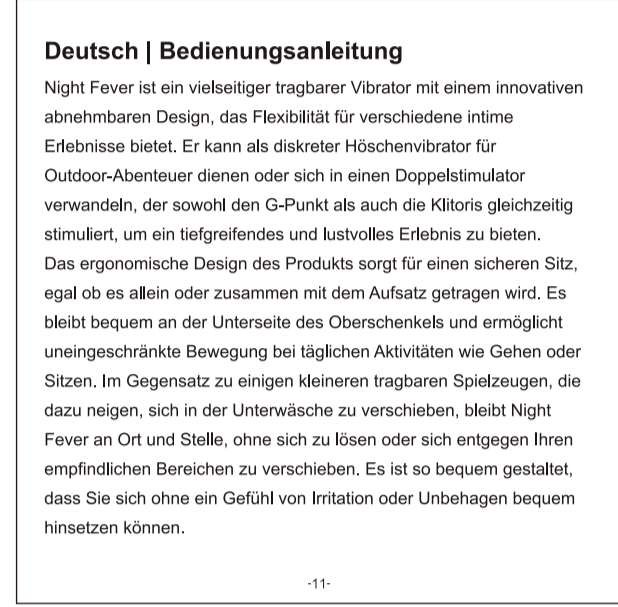 Deutsch | Bedienungsanleitung
Night Fever ist ein vielseitiger tragbarer Vibrator mit einem innovativen
abnehmbaren Design, das Flexibilität für verschiedene intime
Erlebnisse bietet. Er kann als diskreter Höschenvibrator für
Outdoor-Abenteuer dienen oder sich in einen Doppelstimulator
verwandeln, der sowohl den G-Punkt als auch die Klitoris gleichzeitig
stimuliert, um ein tiefgreifendes und lustvolles Erlebnis zu bieten.
Das ergonomische Design des Produkts sorgt für einen sicheren Sitz,
egal ob es allein oder zusammen mit dem Aufsatz getragen wird. Es
bleibt bequem an der Unterseite des Oberschenkels und ermöglicht
uneingeschränkte Bewegung bei täglichen Aktivitäten wie Gehen oder
Sitzen. Im Gegensatz zu einigen kleineren tragbaren Spielzeugen, die
dazu neigen, sich in der Unterwäsche zu verschieben, bleibt Night
Fever an Ort und Stelle, ohne sich zu lösen oder sich entgegen Ihren
empfindlichen Bereichen zu verschieben. Es ist so bequem gestaltet,
dass Sie sich ohne ein Gefühl von Irritation oder Unbehagen bequem
hinsetzen können.
-11-